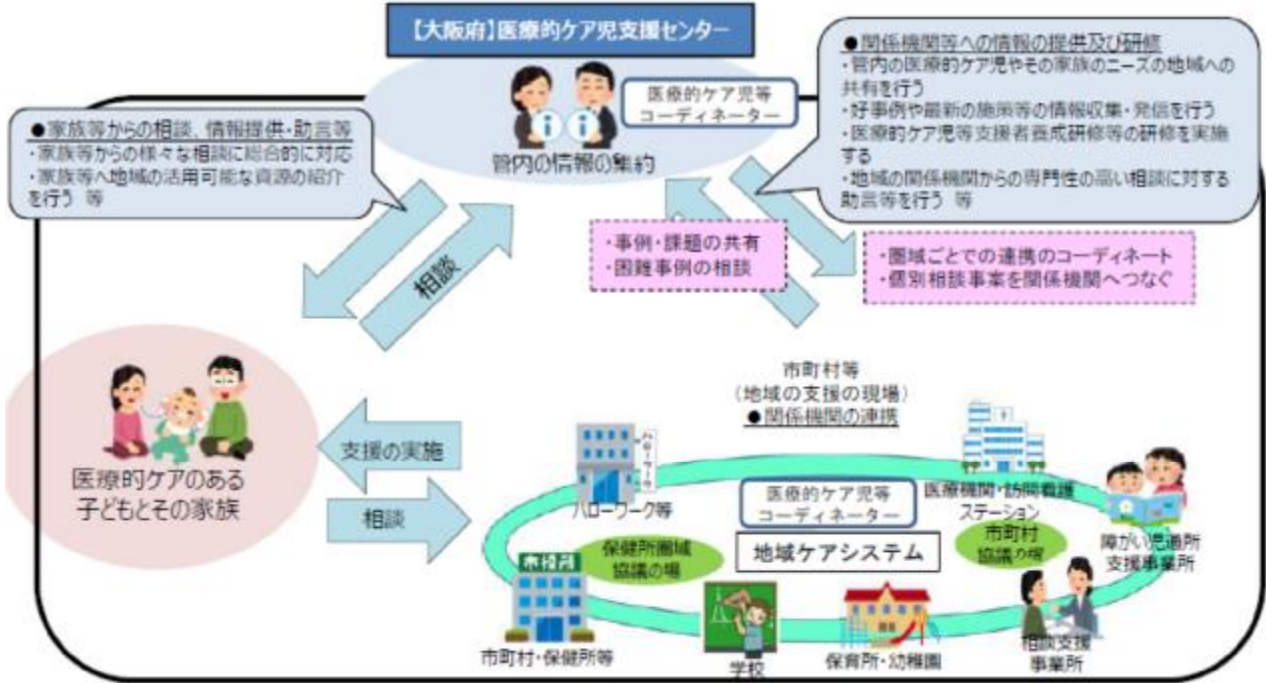 【大阪府】医療的ケア児支援センター
医療的ケア児等
コーディネーター
管内の情報の集約
●家族等からの相談、情報提供・助言等
・家族等からの様々な相談に総合的に対応
・家族等へ地域の活用可能な資源の紹介
を行う 等
●関係機関等への情報の提供及び研修
・管内の医療的ケア児やその家族のニーズの地域への
共有を行う
・好事例や最新の施策等の情報収集・発信を行う
・医療的ケア児等支援者養成研修等の研修を実施
する
・地域の関係機関からの専門性の高い相談に対する
助言等を行う 等
相談
・事例・課題の共有
・困難事例の相談
・圏域ごとでの連携のコーディネート
・個別相談事案を関係機関へつなぐ
医療的ケアのある
子どもとその家族
支援の実施
相談
市町村等
(地域の支援の現場)
●関係機関の連携
ハローワーク
ハローワーク等
医療的ケア児等
コーディネーター
地域ケアシステム
医療機関・訪問看護
ステーション
市町村
協議の場
障がい児通所
支援事業所
保健所圏域
協議の場
市役所
市町村・保健所等
学校
保育所・幼稚園
相談支援
事業所